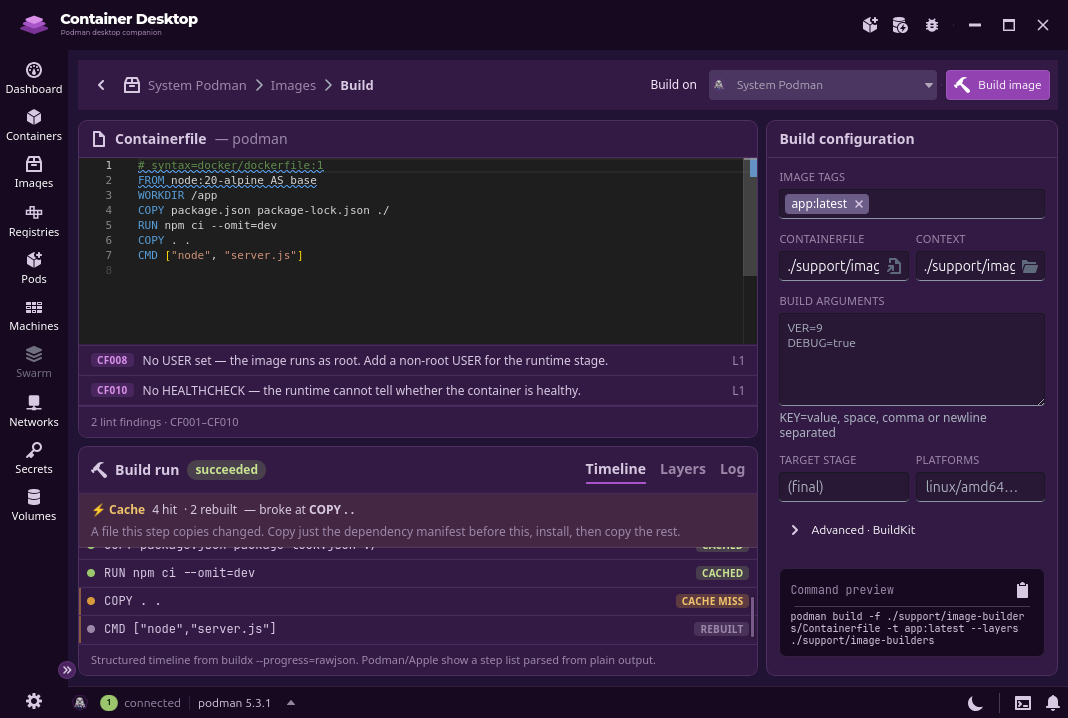 Container Desktop
Podman desktop companion
Dashboard
Containers
Images
Registries
Pods
Machines
Swarm
Networks
Secrets
Volumes
System Podman > Images > Build
Build on
System Podman
Build image
Containerfile — podman
1 # syntax=docker/dockerfile:1
2 FROM node:20-alpine AS base
3 WORKDIR /app
4 COPY package.json package-lock.json ./
5 RUN npm ci --omit=dev
6 COPY . .
7 CMD ["node", "server.js"]
8
CF008 No USER set — the image runs as root. Add a non-root USER for the runtime stage. L1
CF010 No HEALTHCHECK — the runtime cannot tell whether the container is healthy. L1
2 lint findings · CF001–CF010
Build run succeeded
Timeline Layers Log
⚡ Cache 4 hit · 2 rebuilt — broke at COPY . .
A file this step copies changed. Copy just the dependency manifest before this, install, then copy the rest.
COPY package.json package-lock.json ./ CACHED
RUN npm ci --omit=dev CACHED
COPY . . CACHE MISS
CMD ["node","server.js"] REBUILT
Structured timeline from buildx --progress=rawjson. Podman/Apple show a step list parsed from plain output.
Build configuration
IMAGE TAGS
app:latest ×
CONTAINERFILE CONTEXT
./support/imag ./support/imag
BUILD ARGUMENTS
VER=9
DEBUG=true
KEY=value, space, comma or newline
separated
TARGET STAGE PLATFORMS
(final) linux/amd64…
Advanced · BuildKit
Command preview
podman build -f ./support/image-builder
s/Containerfile -t app:latest --layers
./support/image-builders
1 connected podman 5.3.1